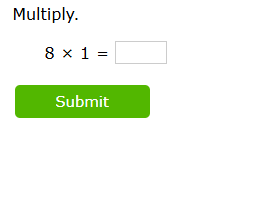 Multiply.
8 × 1 =
Submit